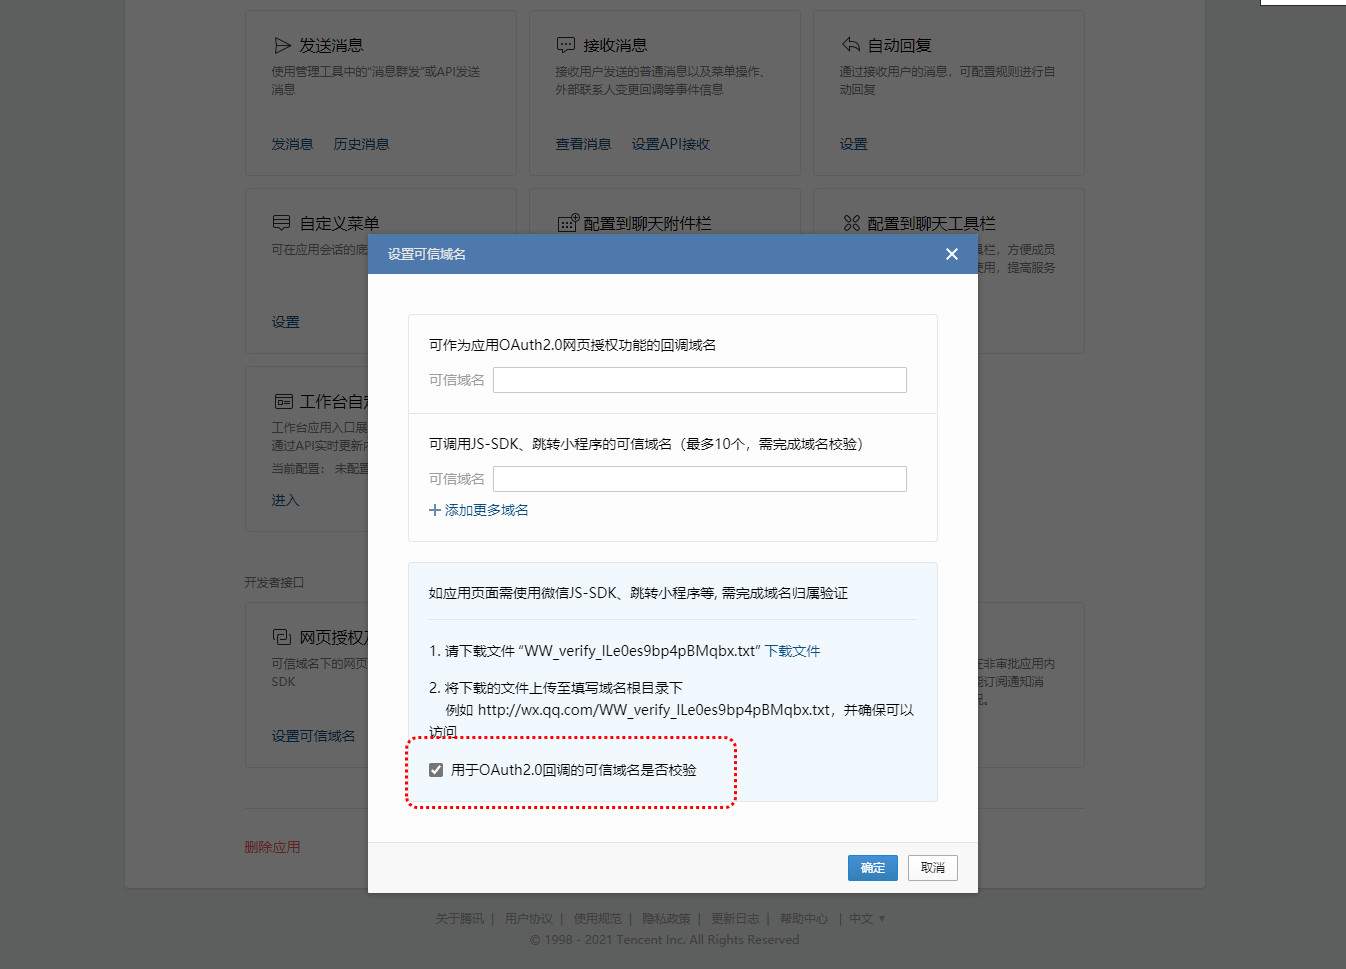 发送消息
使用管理工具中的“消息群发”或API发送
消息
发消息 历史消息
接收消息
接收用户发送的普通消息以及菜单操作、
外部联系人变更回调等事件信息
查看消息 设置API接收
自动回复
通过接收用户的消息，可配置规则进行自
动回复
设置
自定义菜单
可在应用会话的底
设置
配置到聊天附件栏
配置到聊天工具栏
具栏，方便成员
使用，提高服务
设置可信域名
可作为应用OAuth2.0网页授权功能的回调域名
可信域名
可调用JS-SDK、跳转小程序的可信域名（最多10个，需完成域名校验）
可信域名
添加更多域名
如应用页面需使用微信JS-SDK、跳转小程序等, 需完成域名归属验证
1. 请下载文件 “WW_verify_ILe0es9bp4pBMqbx.txt” 下载文件
2. 将下载的文件上传至填写域名根目录下
例如 http://wx.qq.com/WW_verify_ILe0es9bp4pBMqbx.txt，并确保可以
访问
用于OAuth2.0回调的可信域名是否校验
确定 取消
工作台自定
工作台应用入口展
通过API实时更新内
当前配置： 未配置
进入
开发者接口
网页授权及
可信域名下的网页
SDK
设置可信域名
在非审批应用内
能订阅通知消
况。
删除应用
关于腾讯 | 用户协议 | 使用规范 | 隐私政策 | 更新日志 | 帮助中心 | 中文 ▼
© 1998 - 2021 Tencent Inc. All Rights Reserved